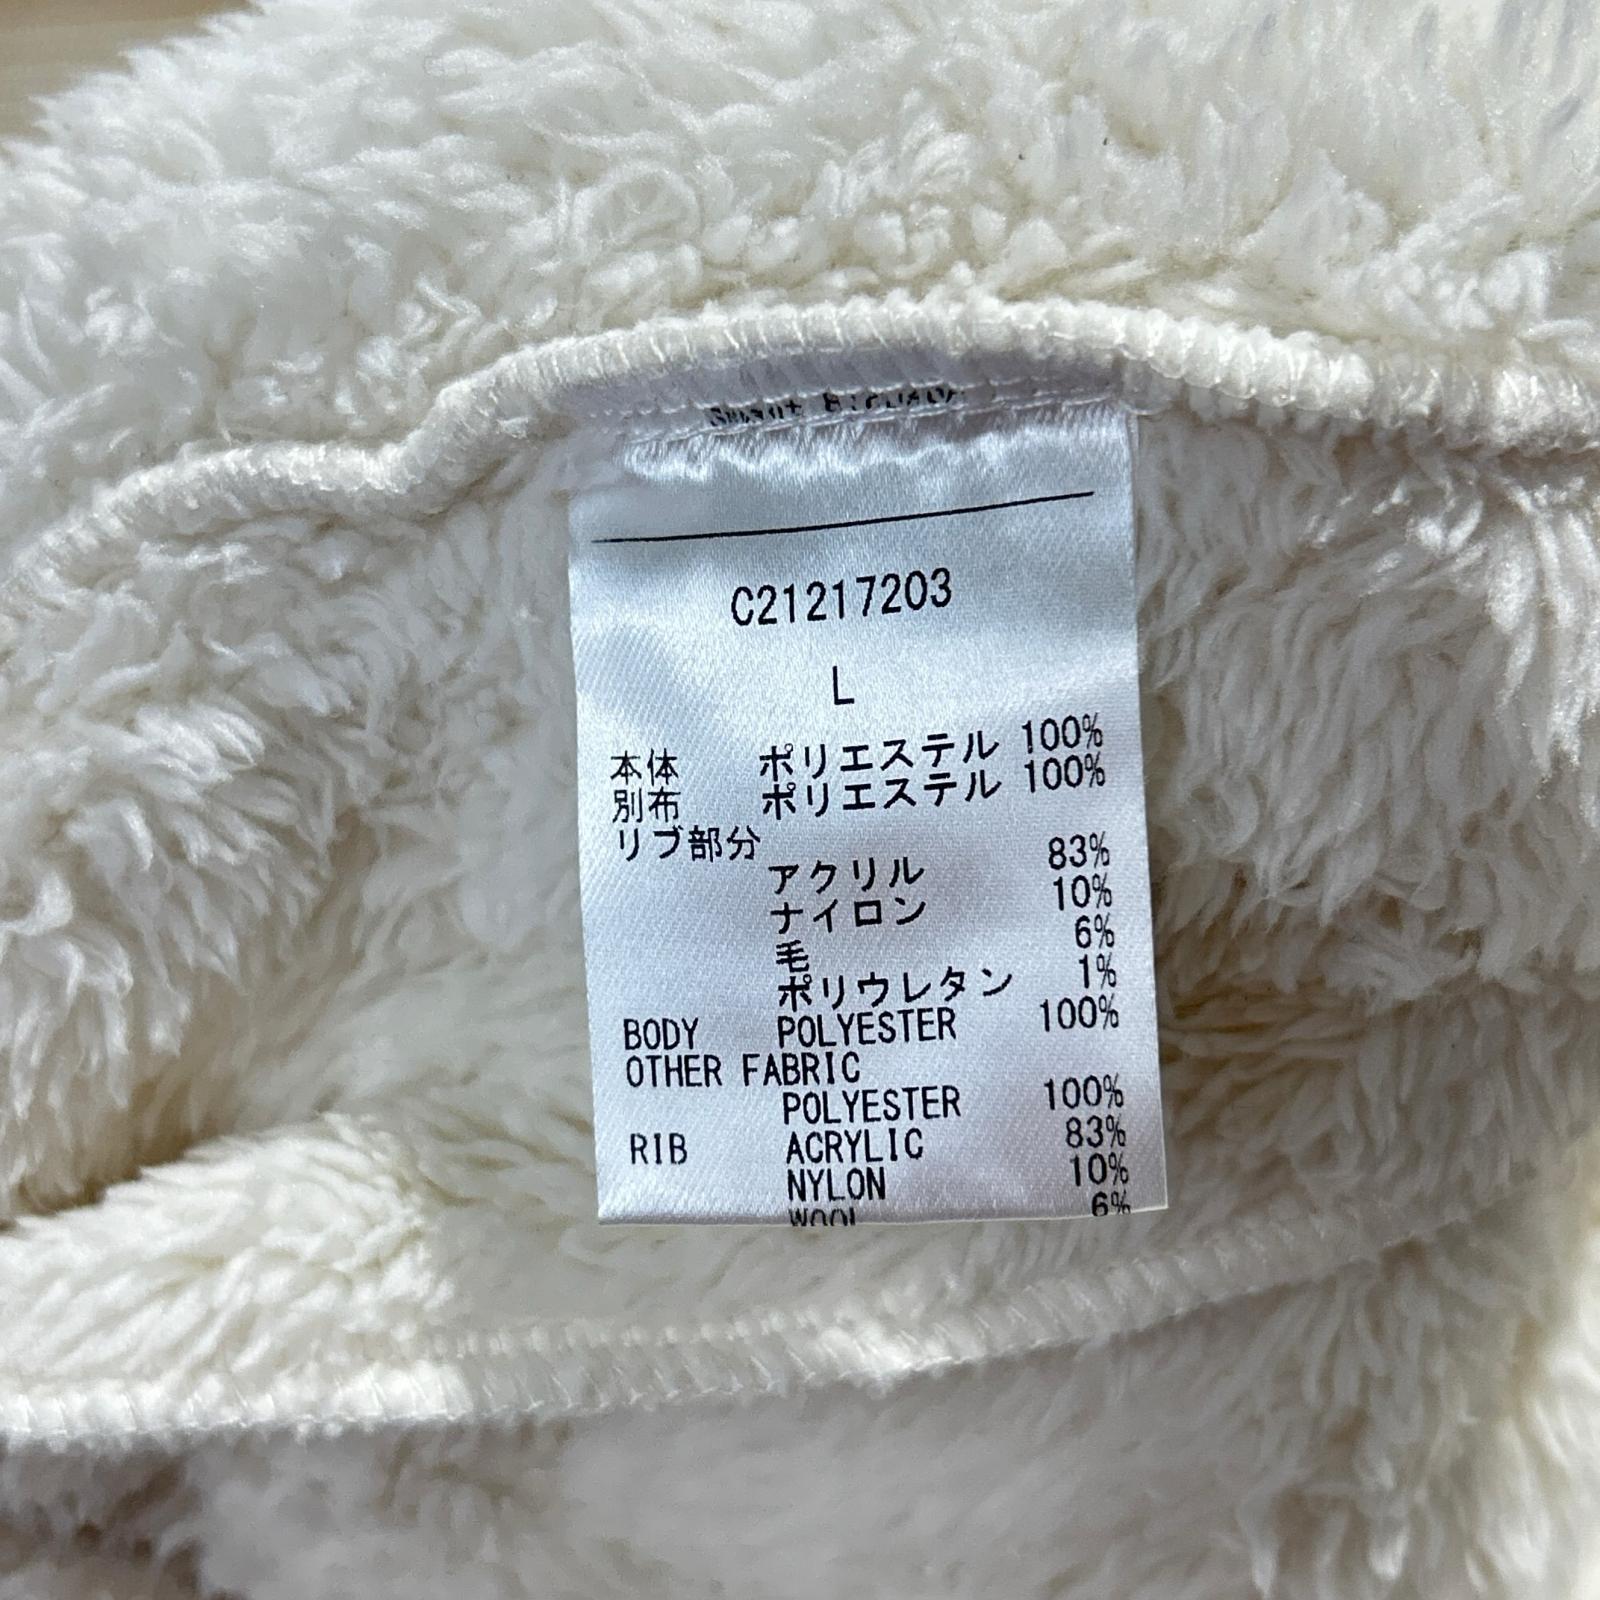 C21217203
L
本体 ポリエステル 100%
別布 ポリエステル 100%
リブ部分
アクリル 83%
ナイロン 10%
毛 6%
ポリウレタン 1%
BODY POLYESTER 100%
OTHER FABRIC
POLYESTER 100%
RIB ACRYLIC 83%
NYLON 10%
WOOL 6%